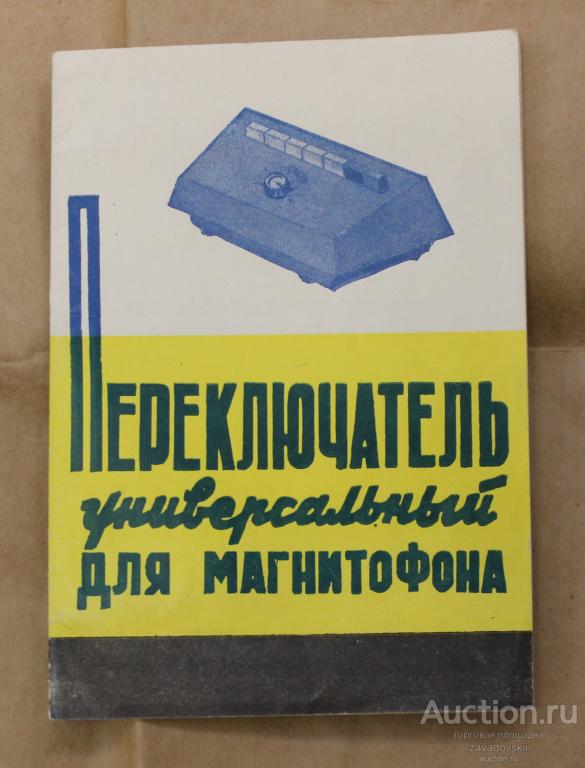 Переключатель
универсальный
для магнитофона
Auction.ru
торговая площадка
zavadovskii
auction.ru